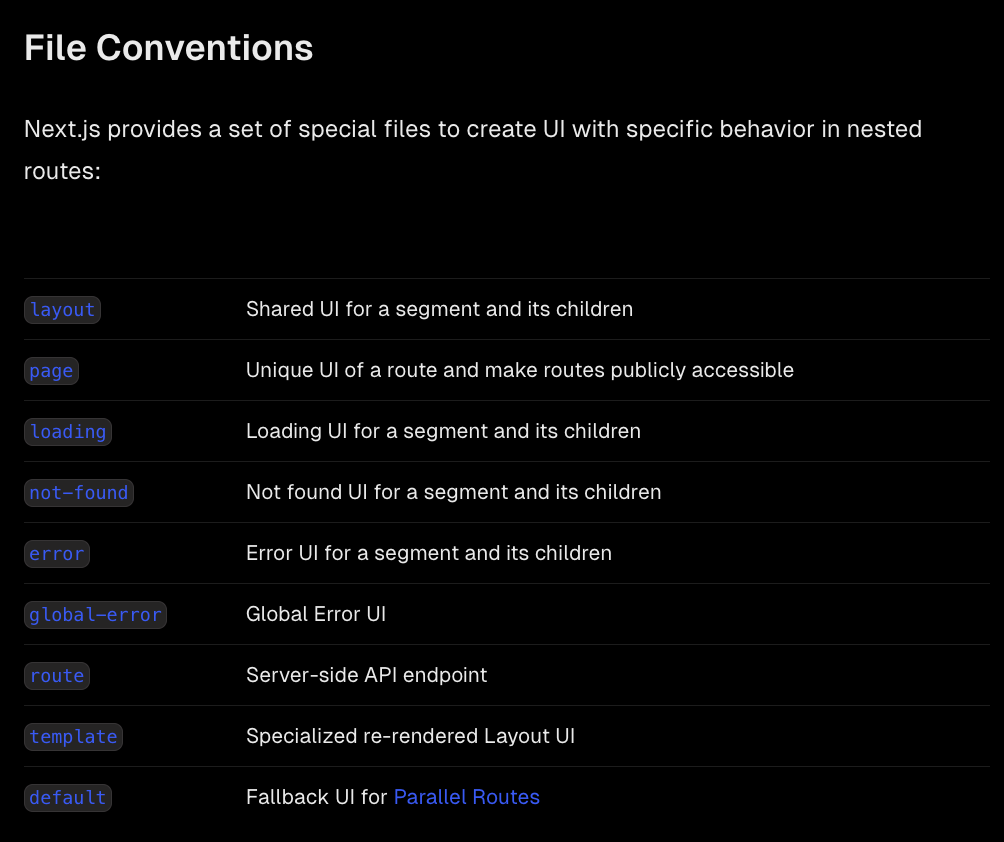 File Conventions
Next.js provides a set of special files to create UI with specific behavior in nested
routes:
layout Shared UI for a segment and its children
page Unique UI of a route and make routes publicly accessible
loading Loading UI for a segment and its children
not-found Not found UI for a segment and its children
error Error UI for a segment and its children
global-error Global Error UI
route Server-side API endpoint
template Specialized re-rendered Layout UI
default Fallback UI for Parallel Routes